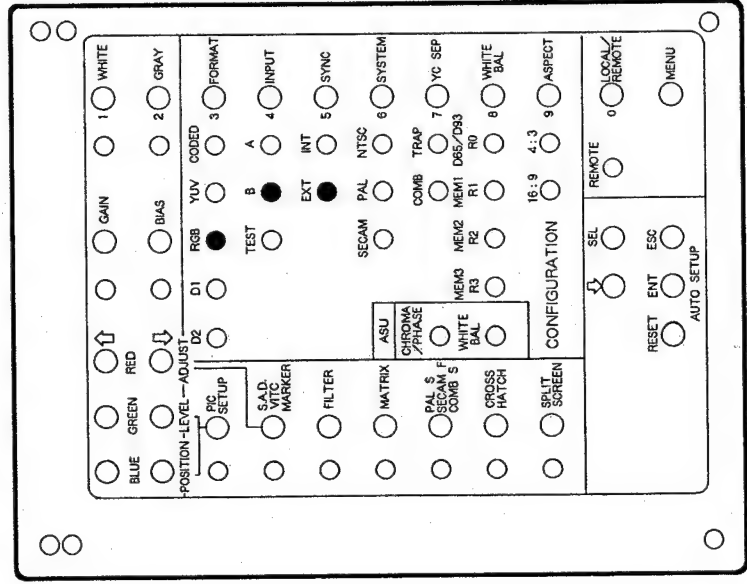 GAIN
1 WHITE
BLUE GREEN RED
BIAS
2 GRAY
POSITION-LEVEL-ADJUST
PIC
SETUP
D2 D1 RGB YUV CODED
3 FORMAT
S.A.D.
VITC
MARKER
TEST B A
4 INPUT
FILTER
EXT INT
5 SYNC
MATRIX
ASU
SECAM PAL NTSC
6 SYSTEM
PAL S
SECAM F
COMB S
CHROMA
/PHASE
COMB TRAP
7 YC SEP
CROSS
HATCH
WHITE
BAL
MEM3 MEM2 MEM1 D65/D93
R3 R2 R1 R0
8 WHITE
BAL
SPLIT
SCREEN
CONFIGURATION
16:9 4:3
9 ASPECT
SEL
REMOTE
0 LOCAL/
REMOTE
RESET ENT ESC
MENU
AUTO SETUP